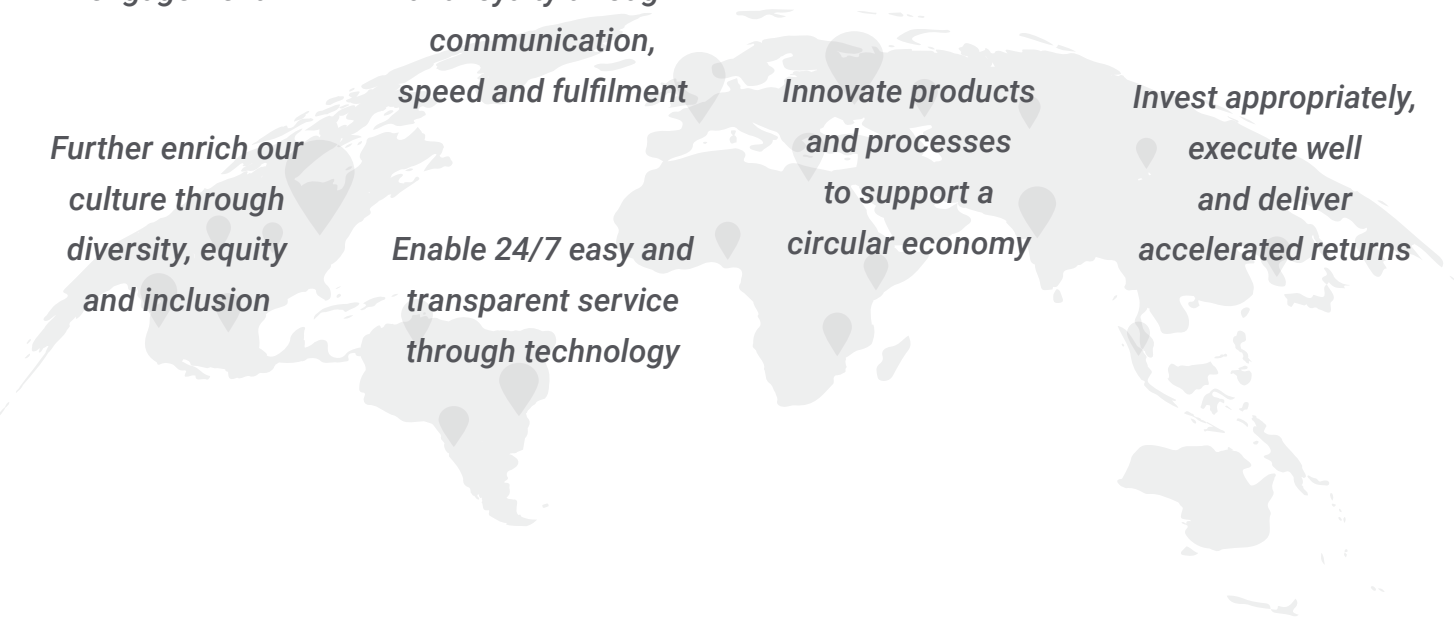 communication,
speed and fulfilment
Further enrich our
culture through
diversity, equity
and inclusion
Enable 24/7 easy and
transparent service
through technology
Innovate products
and processes
to support a
circular economy
Invest appropriately,
execute well
and deliver
accelerated returns